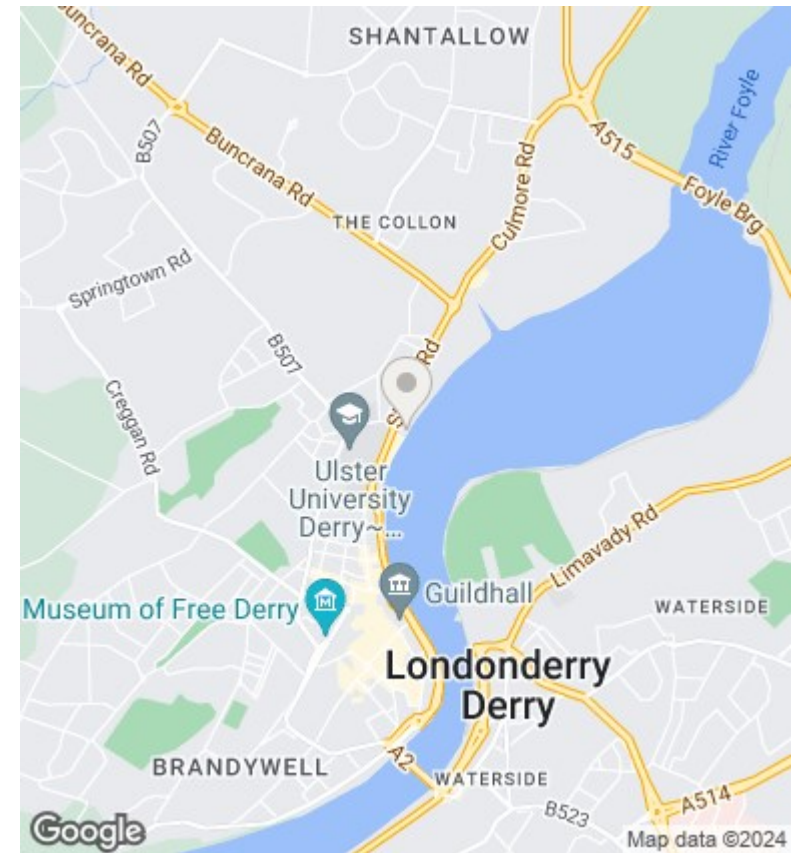 SHANTALLOW
Buncrana Rd
B507
A515
River Foyle
Buncrana Rd
Culmore Rd
Foyle Brg
THE COLLON
Springtown Rd
B507
Rd
Creggan Rd
St
Ulster
University
Derry~...
Limavady Rd
Guildhall
Museum of Free Derry
WATERSIDE
Londonderry
Derry
BRANDYWELL
A2
WATERSIDE
B523
A514
Google
Map data ©2024